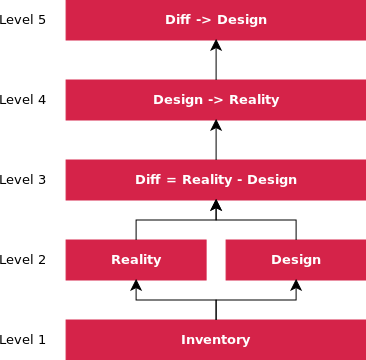 Level 5
Diff -> Design
Level 4
Design -> Reality
Level 3
Diff = Reality - Design
Level 2
Reality
Design
Level 1
Inventory